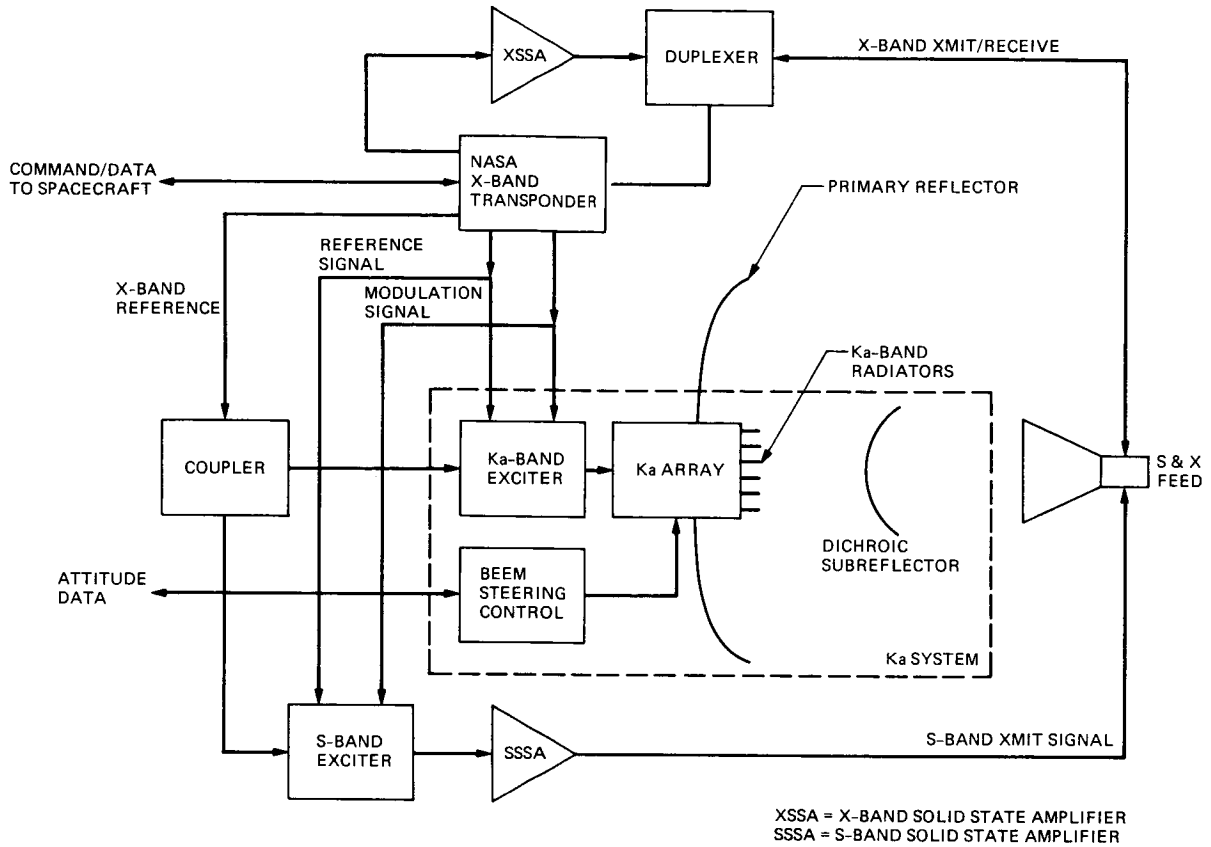 XSSA
DUPLEXER
X-BAND XMIT/RECEIVE
COMMAND/DATA
TO SPACECRAFT
NASA
X-BAND
TRANSPONDER
PRIMARY REFLECTOR
REFERENCE
SIGNAL
X-BAND
REFERENCE
MODULATION
SIGNAL
Ka-BAND
RADIATORS
COUPLER
Ka-BAND
EXCITER
Ka ARRAY
S & X
FEED
DICHROIC
SUBREFLECTOR
ATTITUDE
DATA
BEEM
STEERING
CONTROL
Ka SYSTEM
S-BAND
EXCITER
SSSA
S-BAND XMIT SIGNAL
XSSA = X-BAND SOLID STATE AMPLIFIER
SSSA = S-BAND SOLID STATE AMPLIFIER